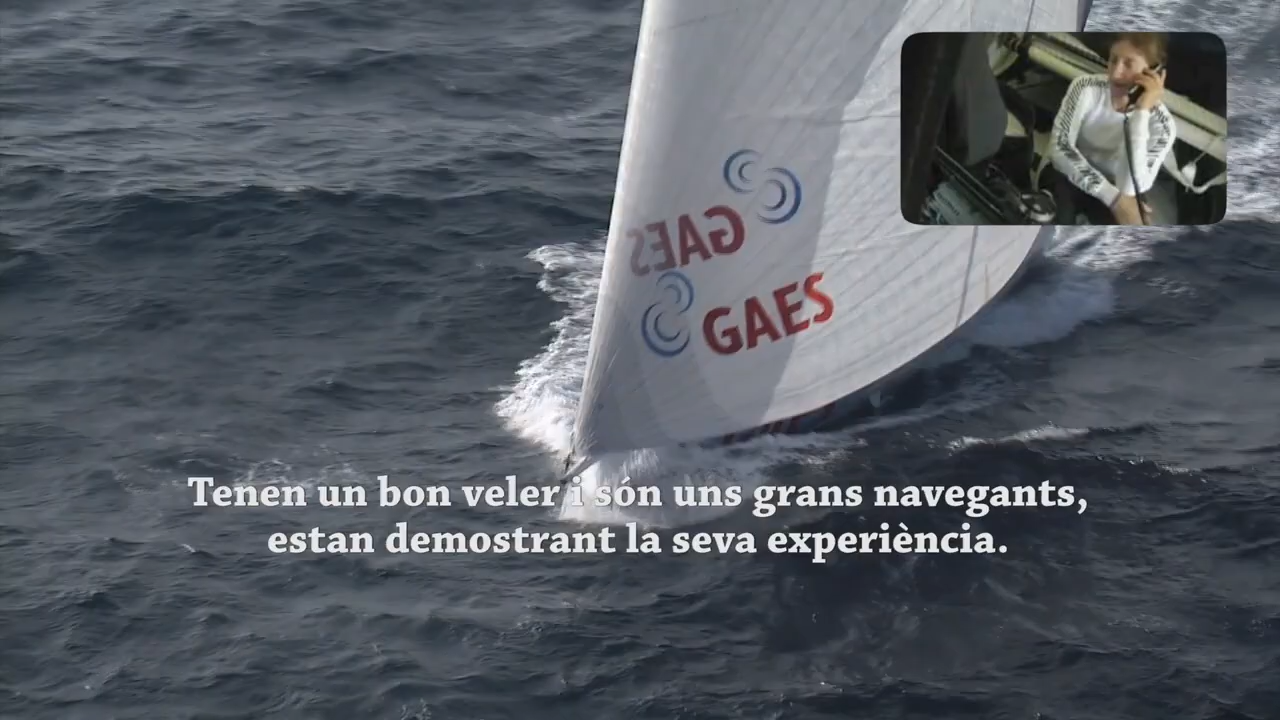 GAES
GAES
Tenen un bon veler i són uns grans navegants,
estan demostrant la seva experiència.